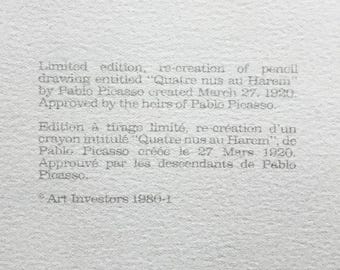 Limited edition, re-creation of pencil
drawing entitled "Quatre nus au Harem"
by Pablo Picasso created March 27, 1920.
Approved by the heirs of Pablo Picasso.
Edition à tirage limité, re-création d'un
crayon intitulé "Quatre nus au Harem", de
Pablo Picasso créée le 27 Mars 1920.
Approuvé par les descendants de Pablo
Picasso.
© Art Investors 1980-1